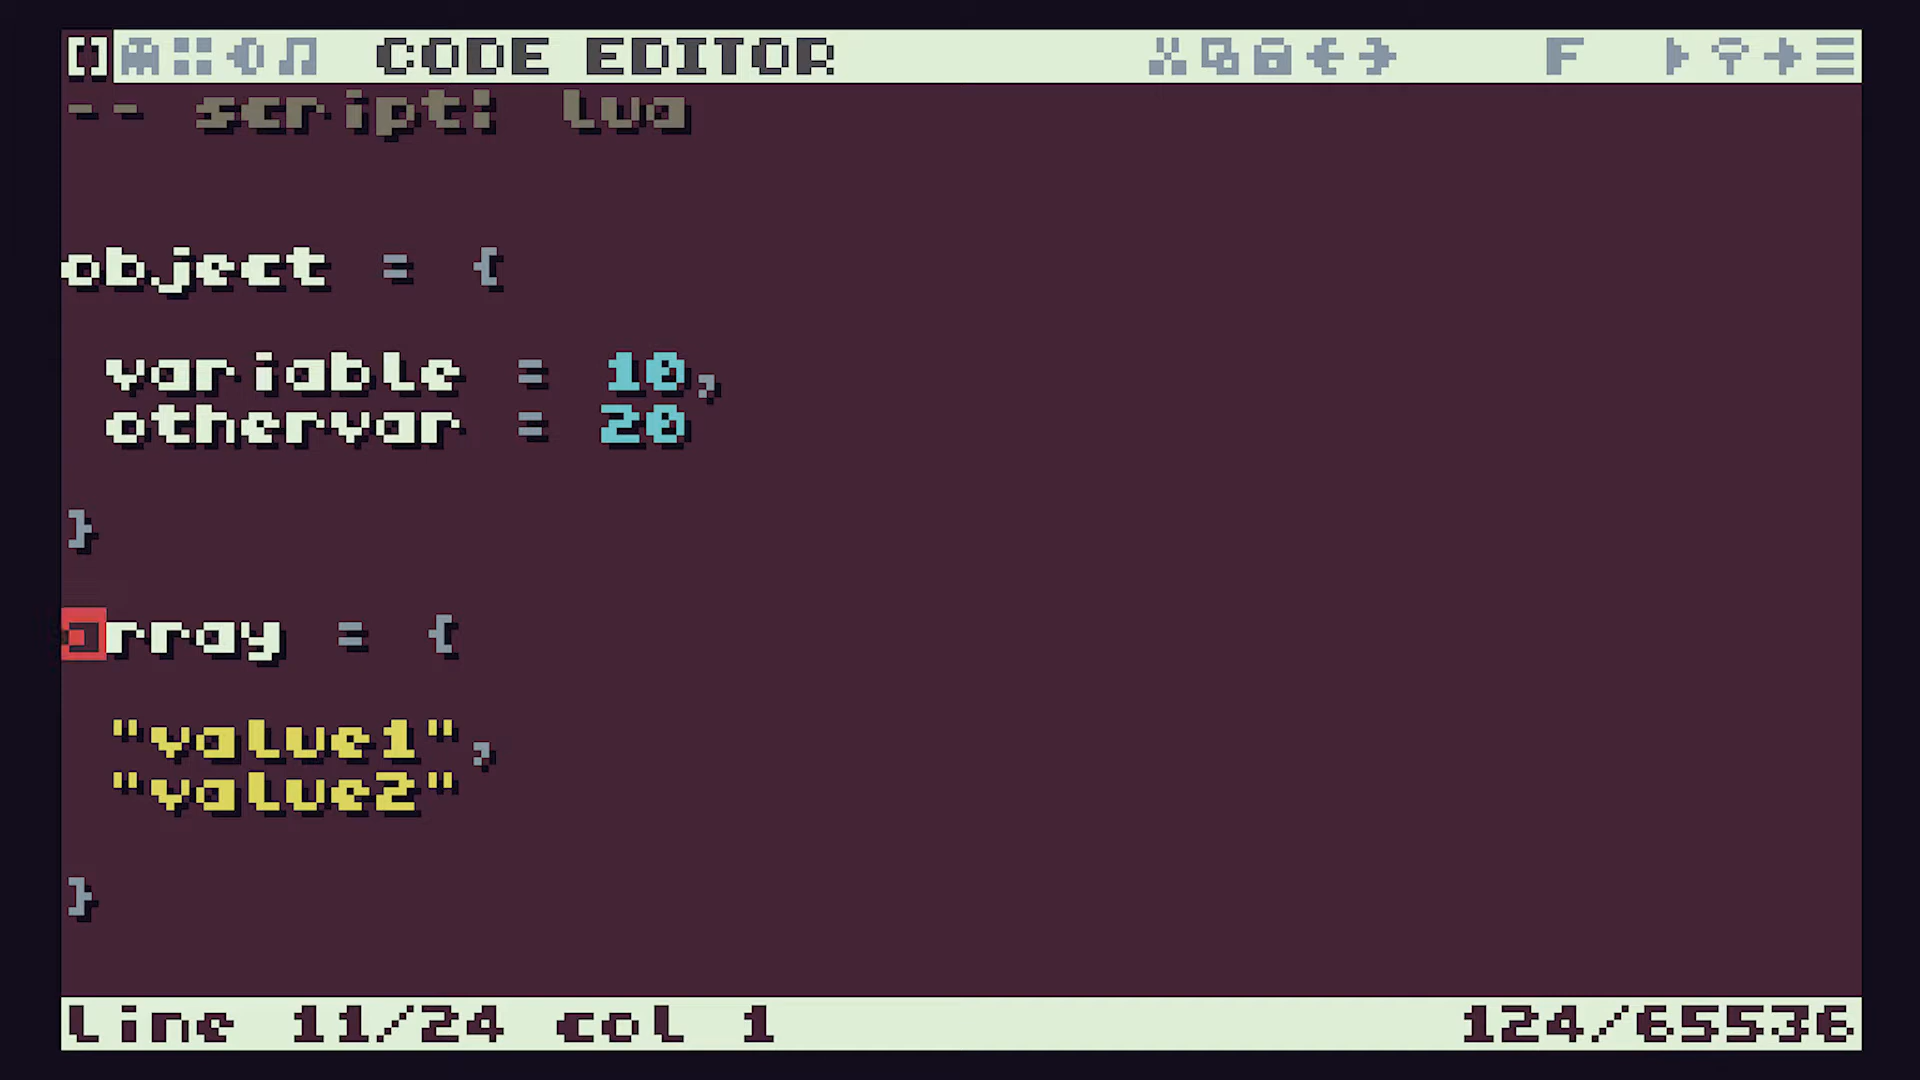 CODE EDITOR F
-- script: lua
object = {
variable = 10,
othervar = 20
}
array = {
"value1",
"value2"
}
line 11/24 col 1 124/65536